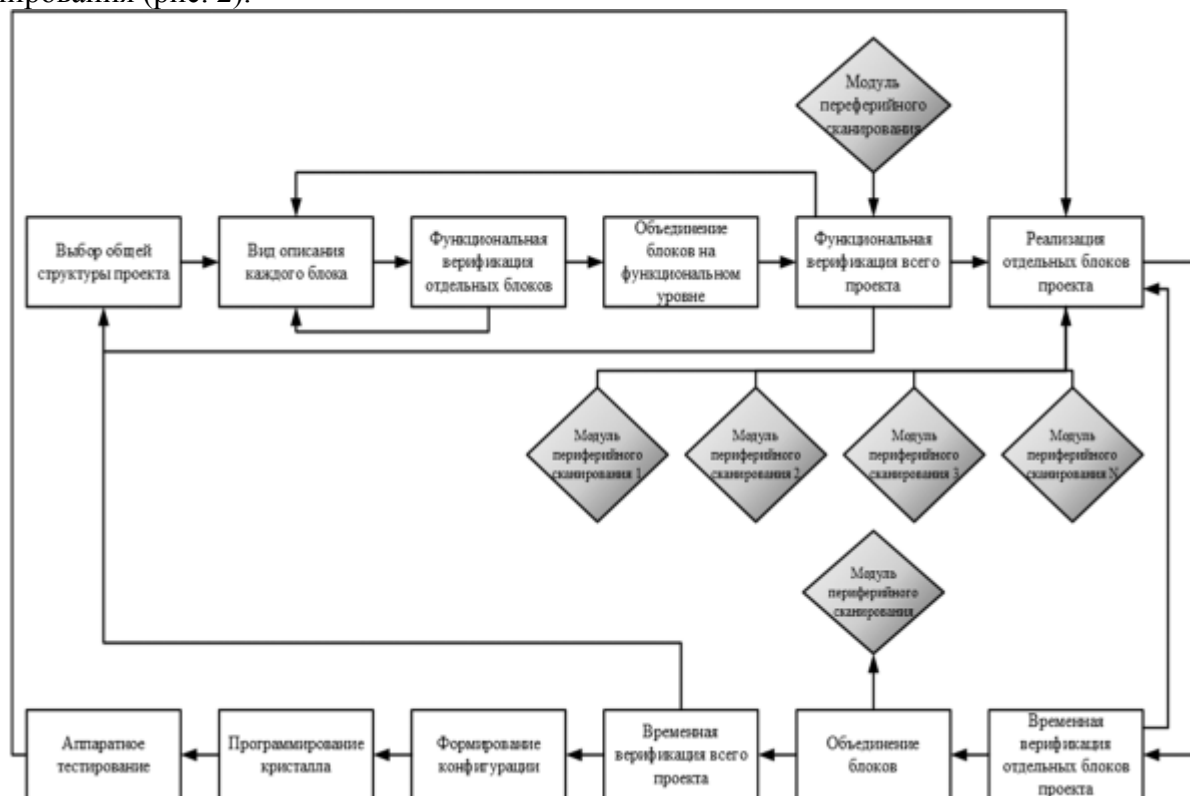 нирования (рис. 2).
Модуль
переферийного
сканирования
Выбор общей
структуры проекта
Вид описания
каждого блока
Функциональная
верификация
отдельных блоков
Объединение
блоков на
функциональном
уровне
Функциональная
верификация всего
проекта
Реализация
отдельных блоков
проекта
Модуль
периферийного
сканирования 1
Модуль
периферийного
сканирования 2
Модуль
периферийного
сканирования 3
Модуль
периферийного
сканирования N
Модуль
периферийного
сканирования
Аппаратное
тестирование
Программирование
кристалла
Формирование
конфигурации
Временная
верификация всего
проекта
Объединение
блоков
Временная
верификация
отдельных блоков
проекта